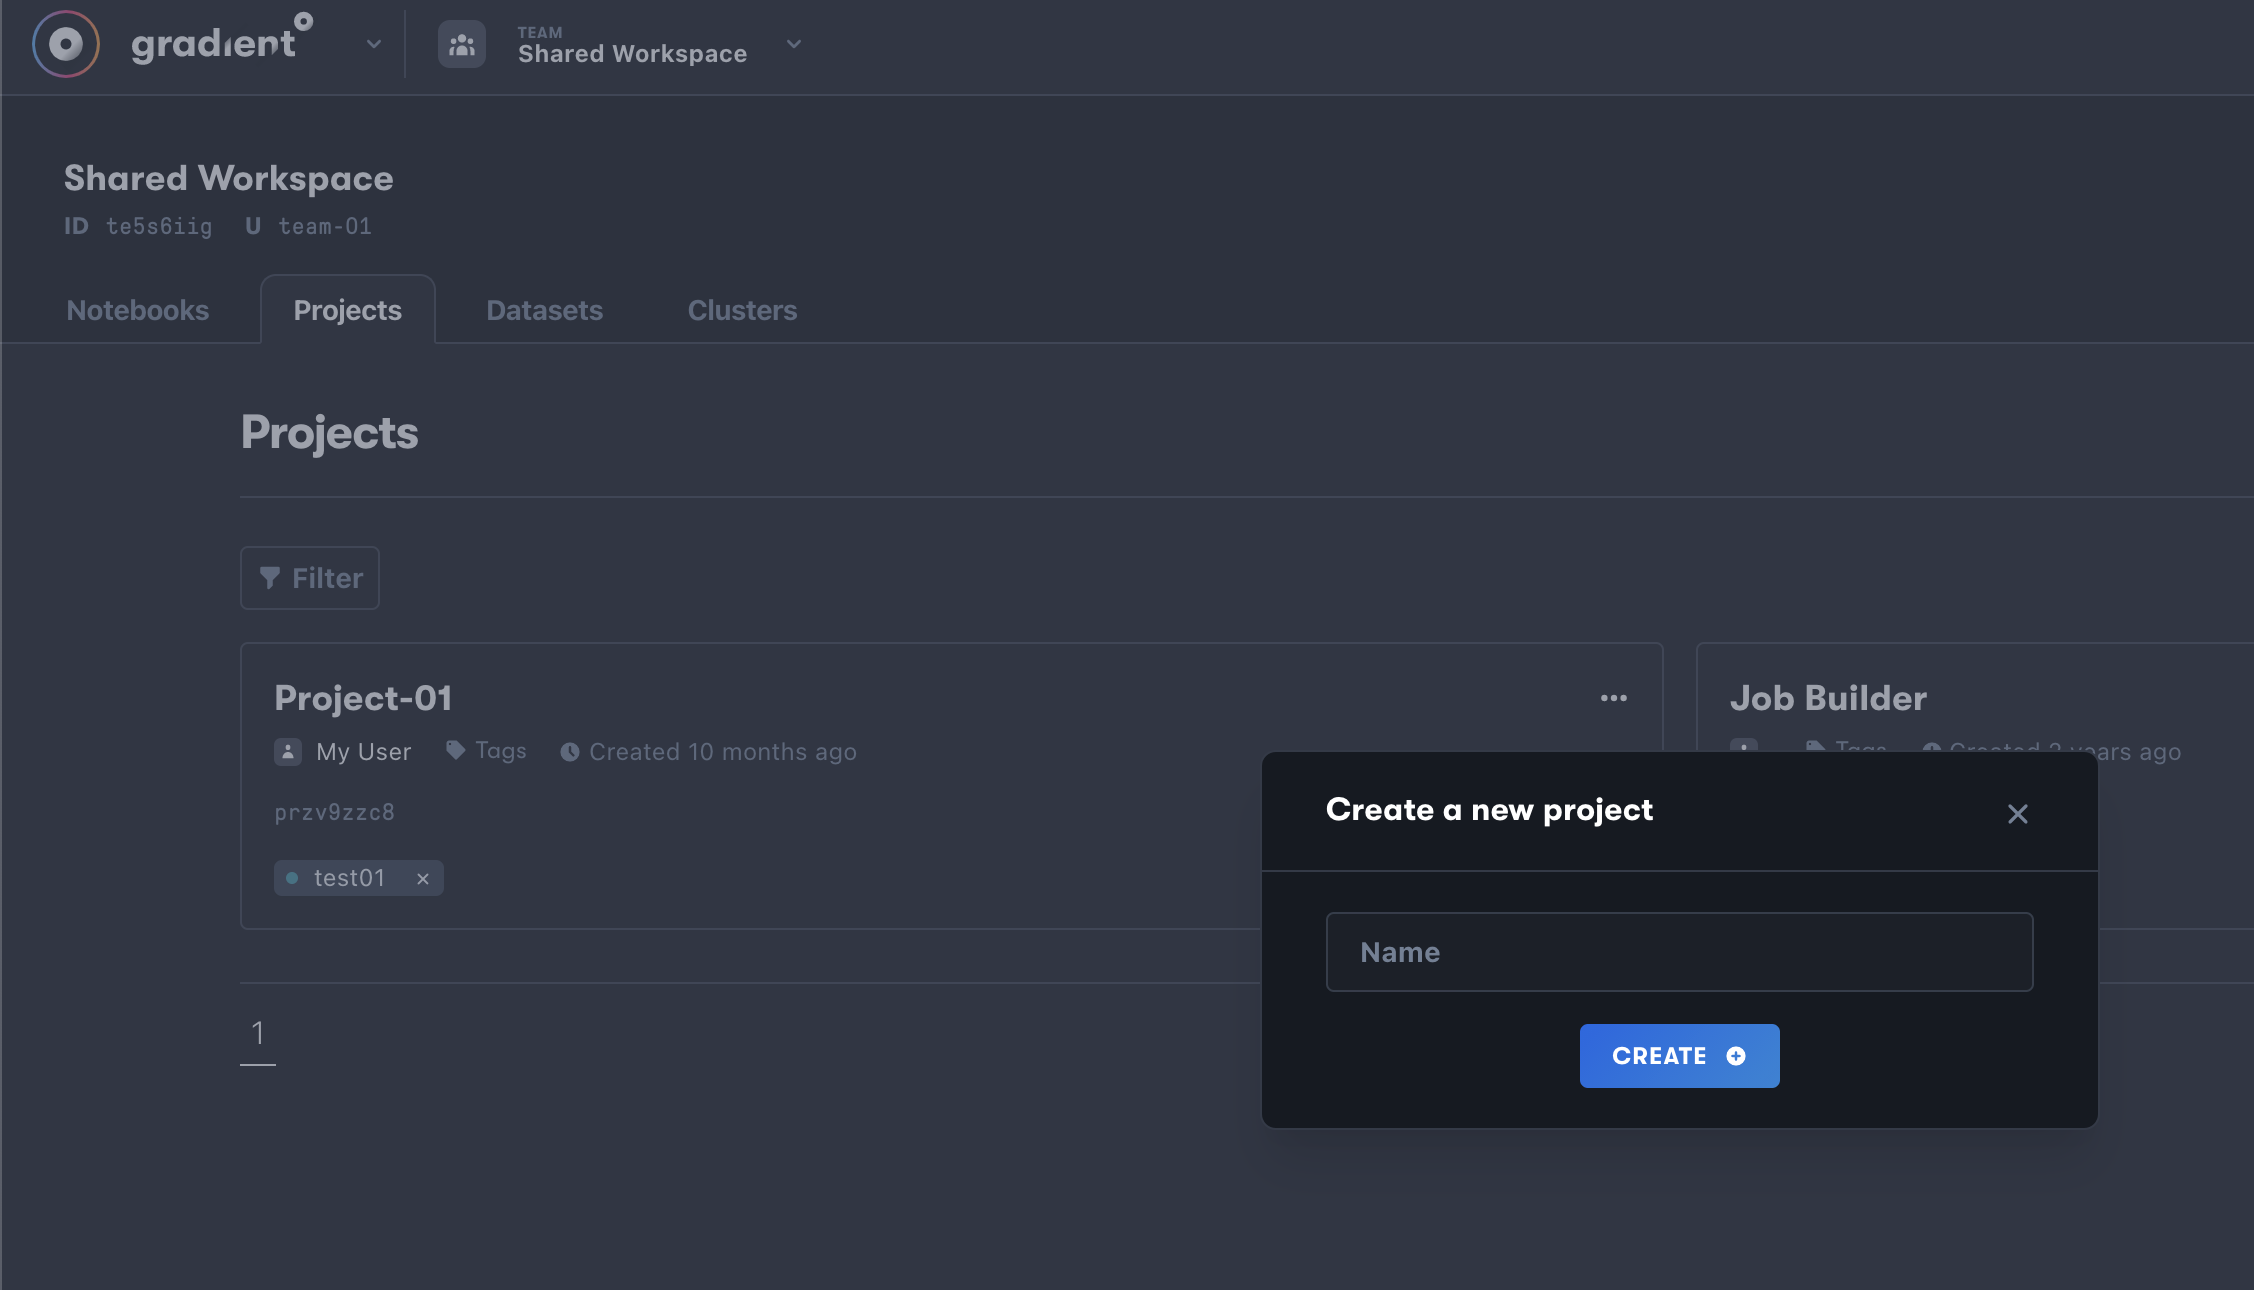 gradient
TEAM
Shared Workspace
Shared Workspace
ID te5s6iig U team-01
Notebooks
Projects
Datasets
Clusters
Projects
Filter
Project-01
My User Tags Created 10 months ago
przv9zzc8
test01
Job Builder
Tags Created 2 years ago
Create a new project
Name
CREATE
1